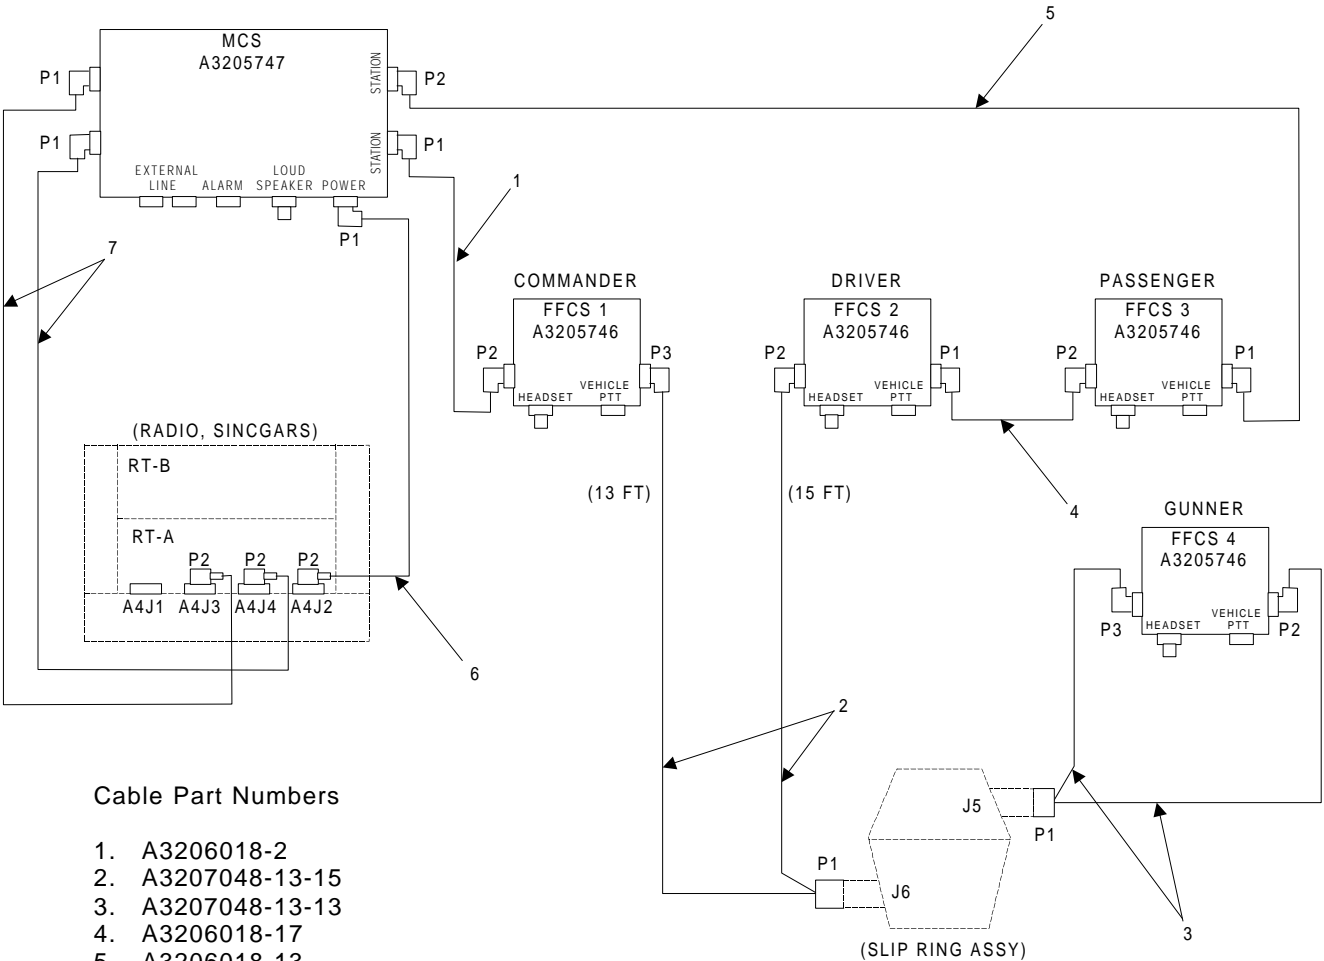 5
MCS
A3205747
P1
STATION
P2
P1
STATION
P1
EXTERNAL
LINE
ALARM
LOUD
SPEAKER
POWER
P1
1
7
COMMANDER
FFCS 1
A3205746
P2
P3
HEADSET
VEHICLE
PTT
DRIVER
FFCS 2
A3205746
P2
P1
HEADSET
VEHICLE
PTT
PASSENGER
FFCS 3
A3205746
P2
P1
HEADSET
VEHICLE
PTT
(RADIO, SINCGARS)
RT-B
RT-A
P2
P2
P2
A4J1
A4J3
A4J4
A4J2
6
(13 FT)
(15 FT)
4
GUNNER
FFCS 4
A3205746
P3
P2
HEADSET
VEHICLE
PTT
2
J5
P1
P1
J6
3
(SLIP RING ASSY)
Cable Part Numbers
1. A3206018-2
2. A3207048-13-15
3. A3207048-13-13
4. A3206018-17
5. A3206018-13